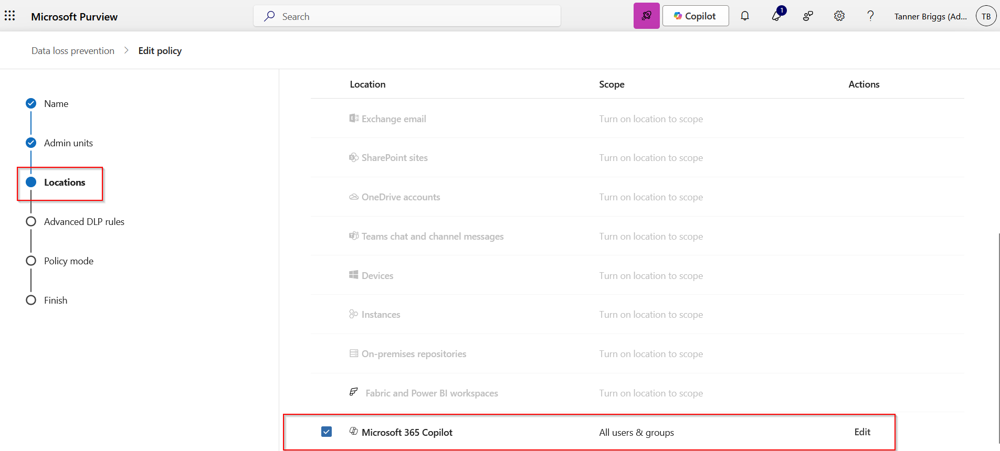 Microsoft Purview
Search
Copilot
1
?
Tanner Briggs (Ad...
TB
Data loss prevention > Edit policy
Name
Admin units
Locations
Advanced DLP rules
Policy mode
Finish
Location Scope Actions
Exchange email Turn on location to scope
SharePoint sites Turn on location to scope
OneDrive accounts Turn on location to scope
Teams chat and channel messages Turn on location to scope
Devices Turn on location to scope
Instances Turn on location to scope
On-premises repositories Turn on location to scope
Fabric and Power BI workspaces Turn on location to scope
Microsoft 365 Copilot All users & groups Edit